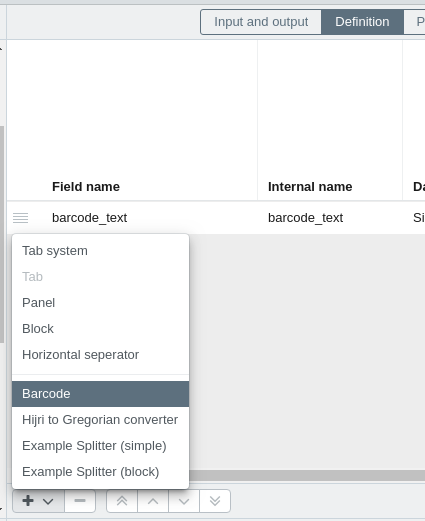 Input and output Definition P
Field name Internal name Da
barcode_text barcode_text Si
Tab system
Tab
Panel
Block
Horizontal seperator
Barcode
Hijri to Gregorian converter
Example Splitter (simple)
Example Splitter (block)